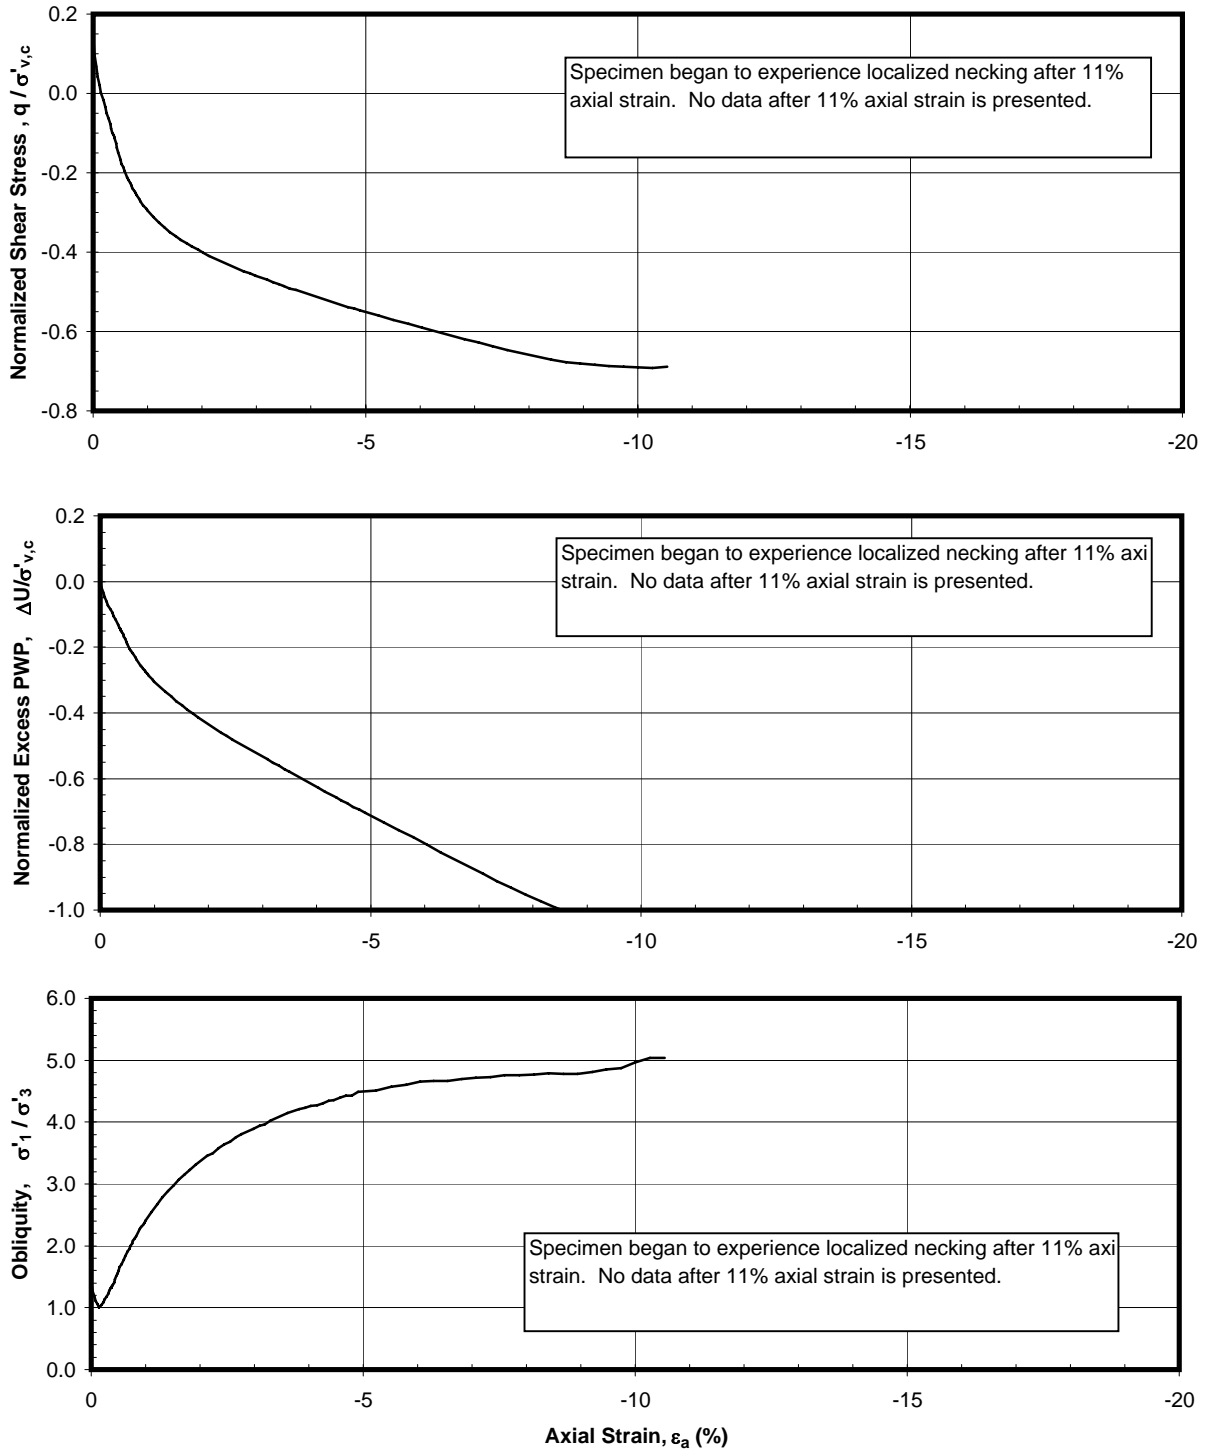 0.2
0.0
-0.2
-0.4
-0.6
-0.8
Normalized Shear Stress , q / σ'v,c
Specimen began to experience localized necking after 11%
axial strain.  No data after 11% axial strain is presented.
0 -5 -10 -15 -20
0.2
0.0
-0.2
-0.4
-0.6
-0.8
-1.0
Normalized Excess PWP, ΔU/σ'v,c
Specimen began to experience localized necking after 11% axi
strain.  No data after 11% axial strain is presented.
0 -5 -10 -15 -20
6.0
5.0
4.0
3.0
2.0
1.0
0.0
Obliquity, σ'1 / σ'3
Specimen began to experience localized necking after 11% axi
strain.  No data after 11% axial strain is presented.
0 -5 -10 -15 -20
Axial Strain, εa (%)